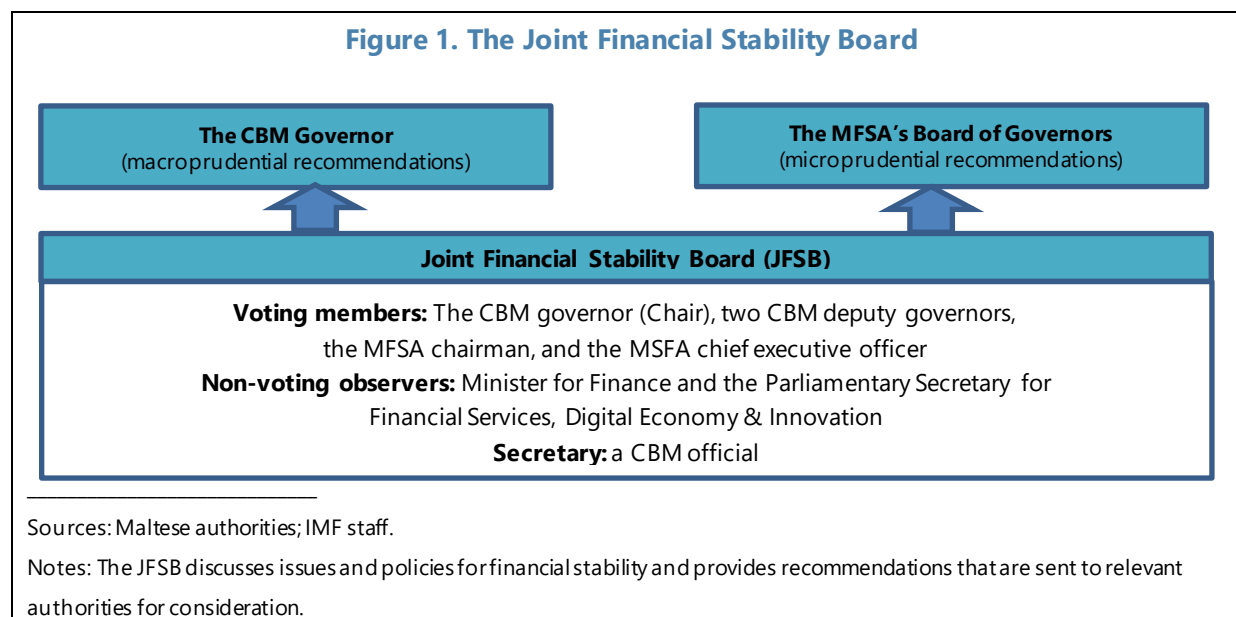 Figure 1. The Joint Financial Stability Board
The CBM Governor
(macroprudential recommendations)
The MFSA's Board of Governors
(microprudential recommendations)
Joint Financial Stability Board (JFSB)
Voting members: The CBM governor (Chair), two CBM deputy governors,
the MFSA chairman, and the MSFA chief executive officer
Non-voting observers: Minister for Finance and the Parliamentary Secretary for
Financial Services, Digital Economy & Innovation
Secretary: a CBM official
Sources: Maltese authorities; IMF staff.
Notes: The JFSB discusses issues and policies for financial stability and provides recommendations that are sent to relevant
authorities for consideration.